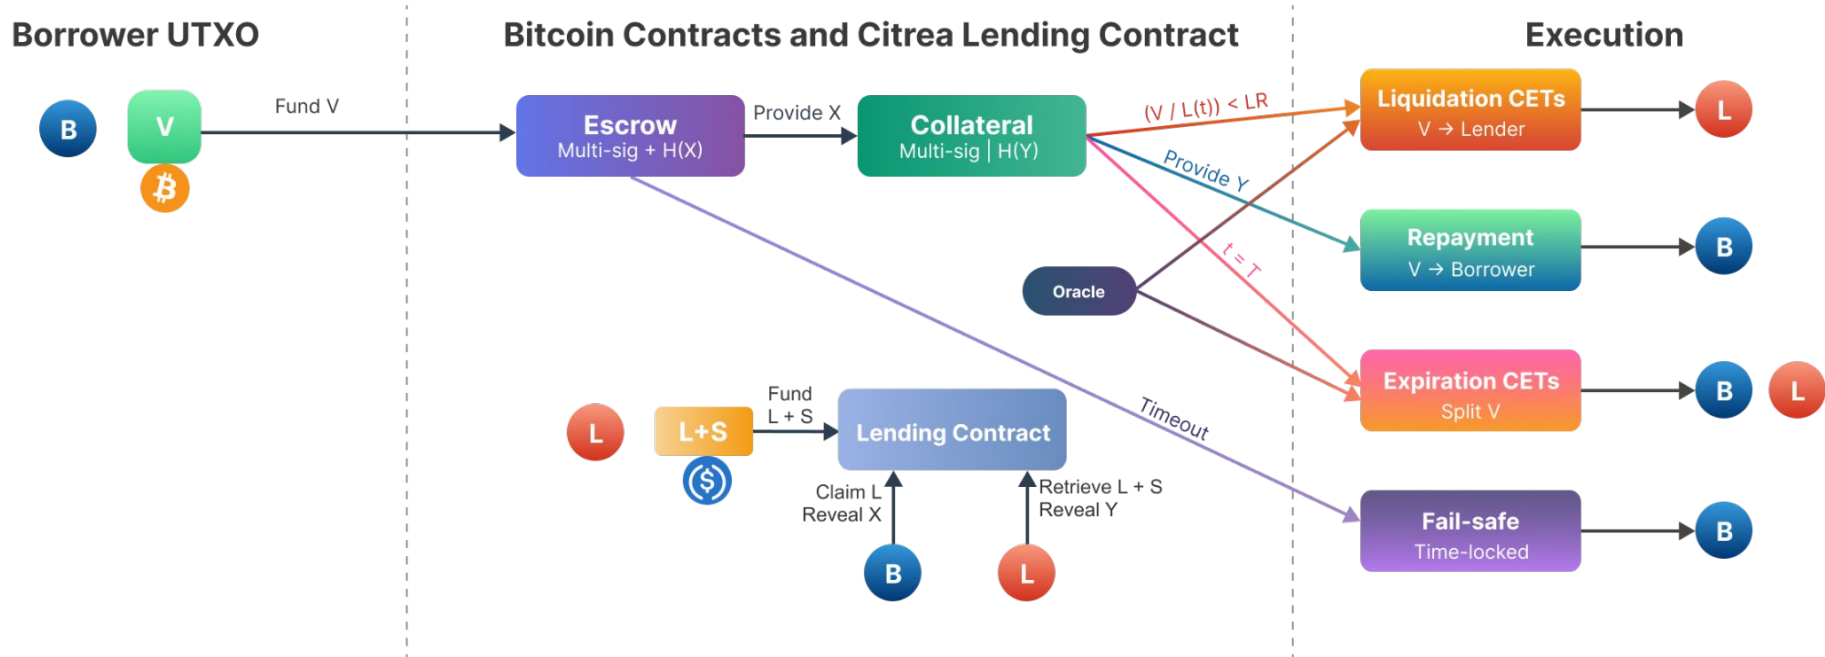 Borrower UTXO
Bitcoin Contracts and Citrea Lending Contract
Execution
B
V
Fund V
Escrow
Multi-sig + H(X)
Provide X
Collateral
Multi-sig | H(Y)
(V / L(t)) < LR
Provide Y
t = T
Timeout
Oracle
Liquidation CETs
V → Lender
L
Repayment
V → Borrower
B
Expiration CETs
Split V
B
L
Fail-safe
Time-locked
B
L
L+S
Fund
L + S
Lending Contract
Claim L
Reveal X
Retrieve L + S
Reveal Y
B
L